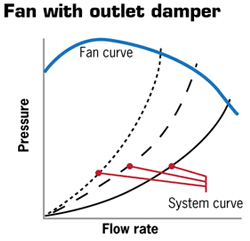 Fan with outlet damper
Fan curve
Pressure
System curve
Flow rate